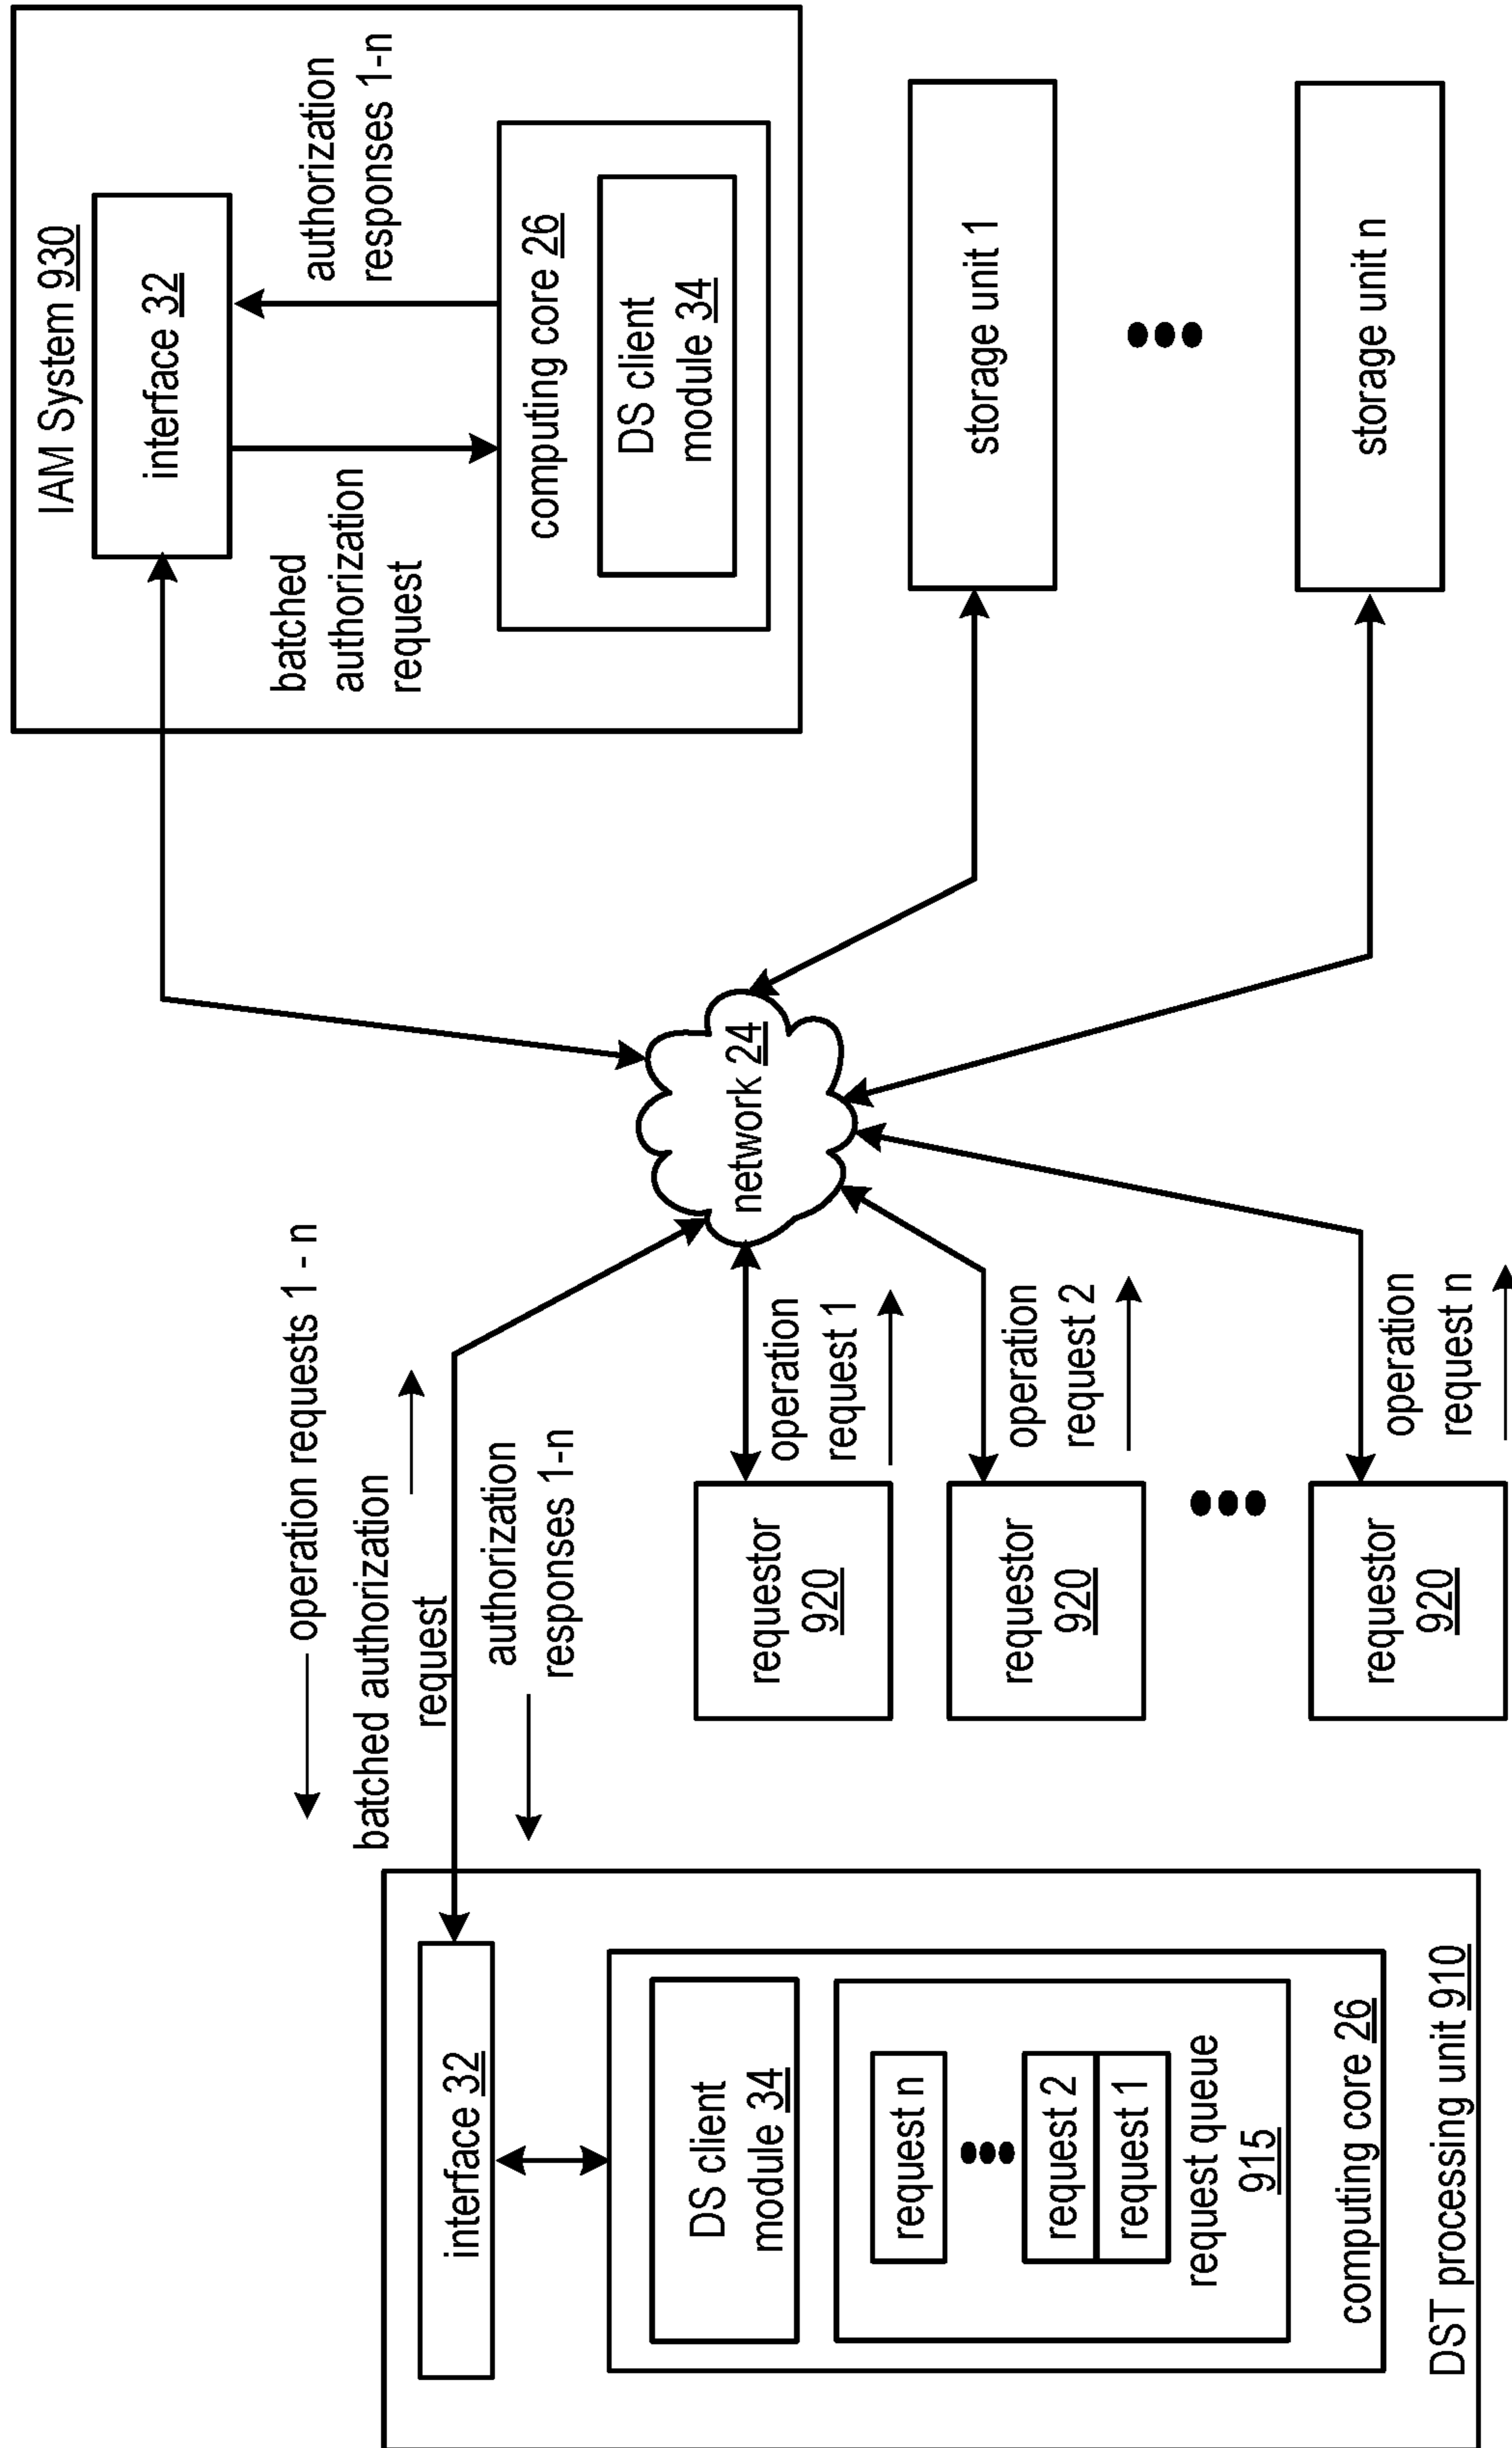 interface 32
DS client
module 34
request n
request 2
request 1
request queue
915
computing core 26
DST processing unit 910
operation requests 1 - n
batched authorization
request
authorization
responses 1-n
requestor
920
operation
request 1
requestor
920
operation
request 2
requestor
920
operation
request n
network 24
IAM System 930
interface 32
batched
authorization
request
authorization
responses 1-n
computing core 26
DS client
module 34
storage unit 1
storage unit n